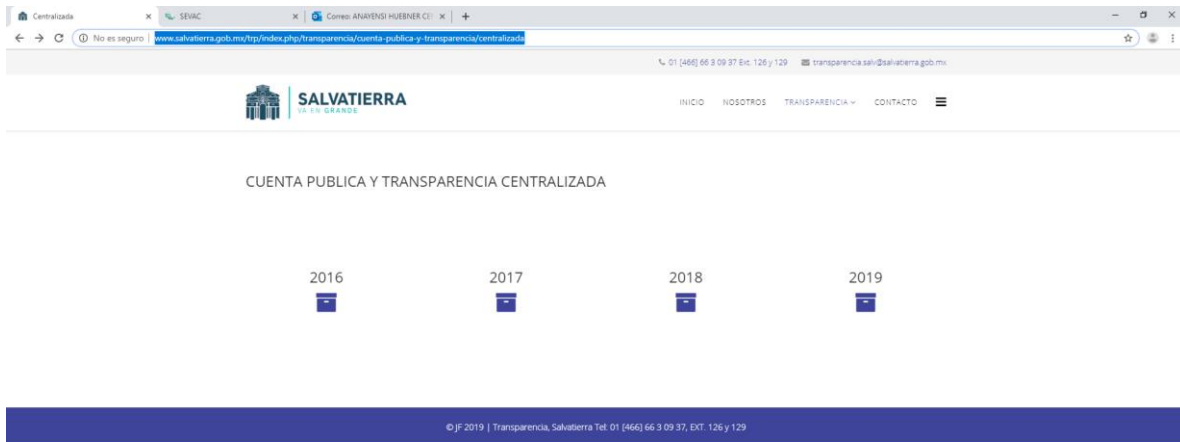 Centralizada
SEVAC
Correo: ANAYENSI HUEBNER
No es seguro | www.salvatierra.gob.mx/trp/index.php/transparencia/cuenta-publica-y-transparencia/centralizada
01 [466] 66 3 09 37 Ext. 126 y 129 transparencia.salv@salvatierra.gob.mx
SALVATIERRA
VA EN GRANDE
INICIO NOSOTROS TRANSPARENCIA CONTACTO
CUENTA PUBLICA Y TRANSPARENCIA CENTRALIZADA
2016 2017 2018 2019
© JF 2019 | Transparencia, Salvatierra Tel: 01 [466] 66 3 09 37, EXT. 126 y 129